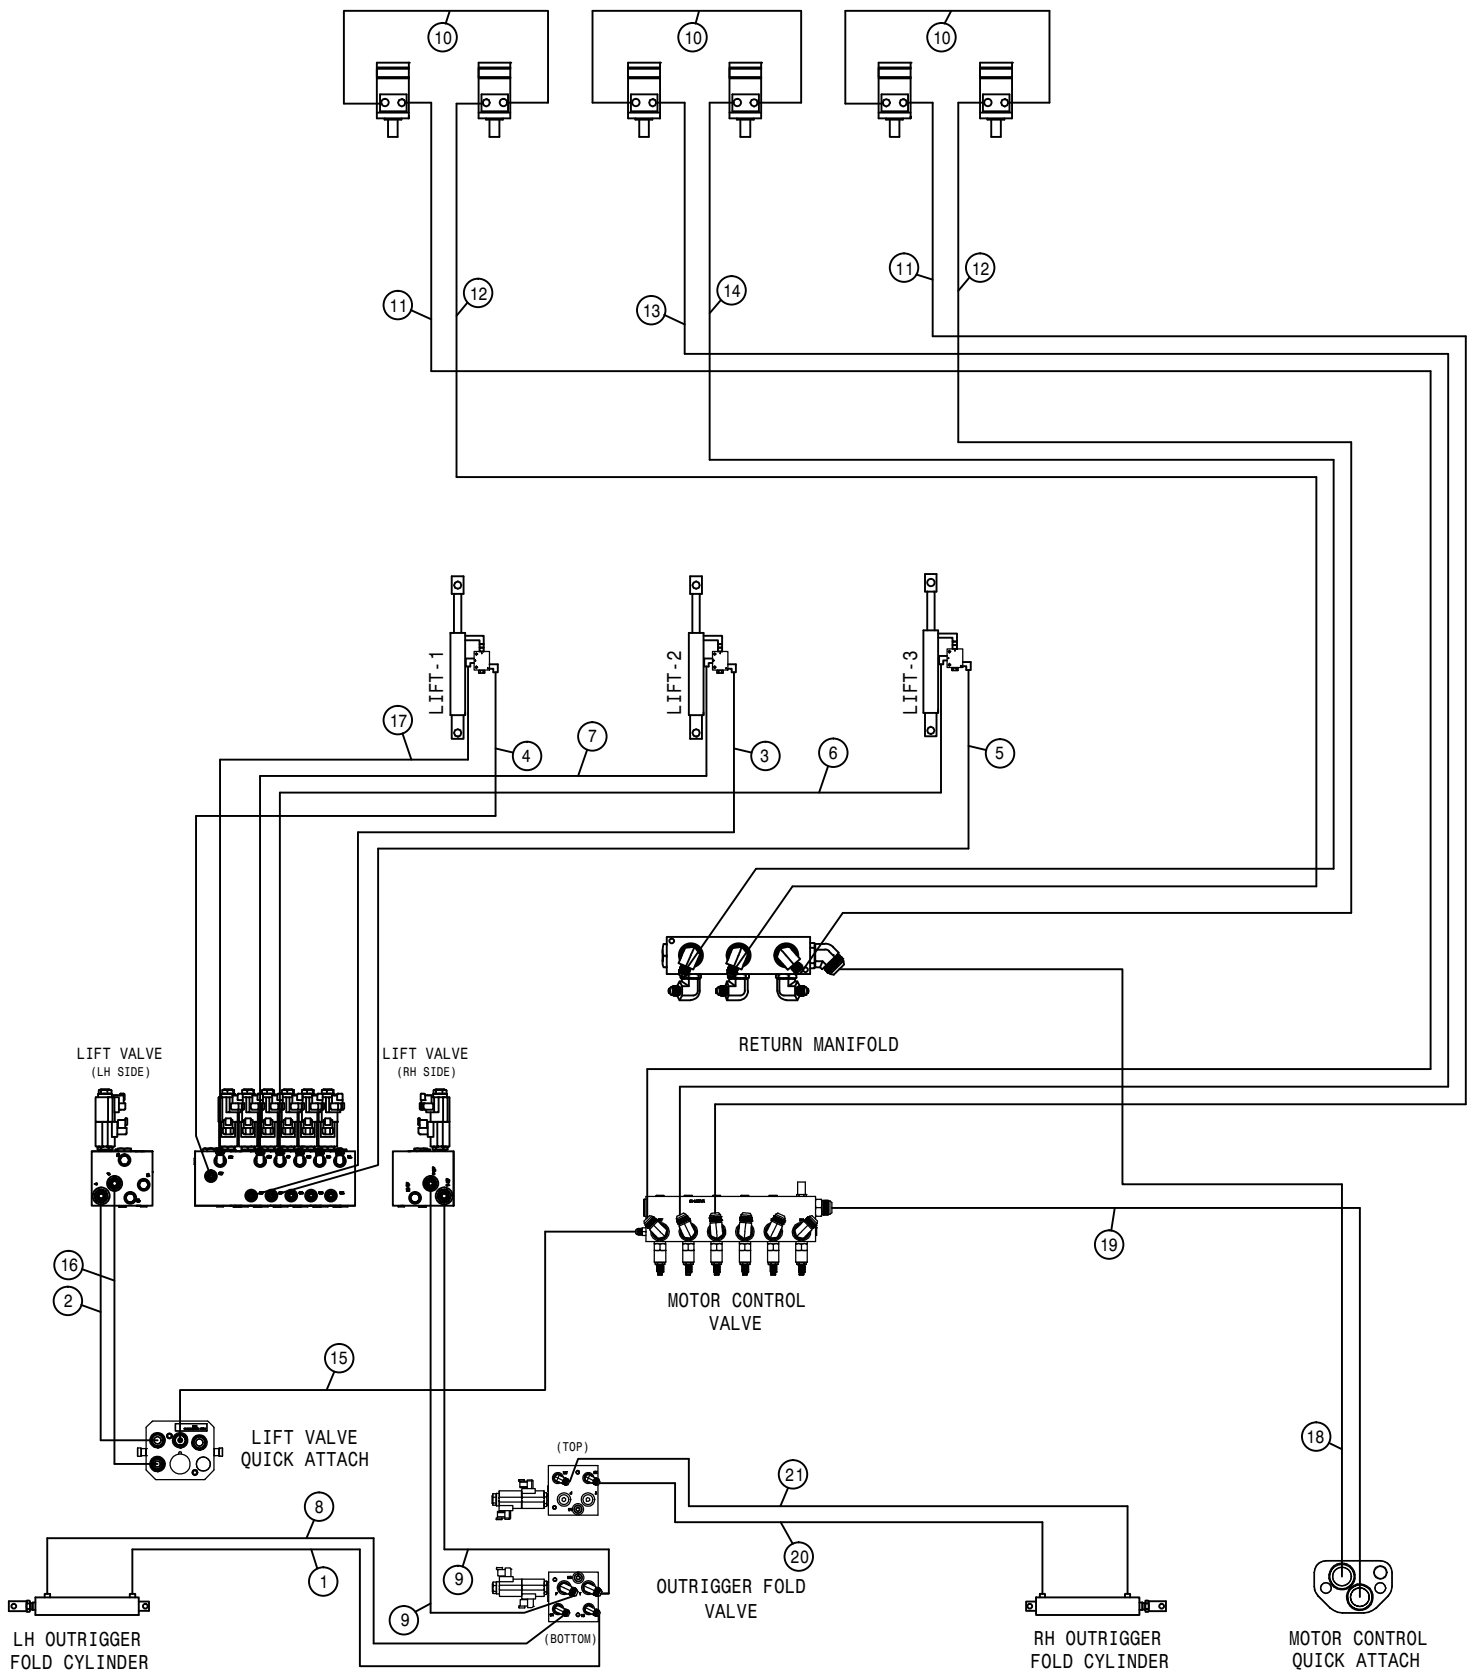 10
10
10
11
12
13
14
11
12
LIFT-1
LIFT-2
LIFT-3
17
4
7
3
6
5
RETURN MANIFOLD
LIFT VALVE
(LH SIDE)
LIFT VALVE
(RH SIDE)
16
2
19
MOTOR CONTROL
VALVE
15
LIFT VALVE
QUICK ATTACH
18
(TOP)
21
20
8
1
9
9
OUTRIGGER FOLD
VALVE
(BOTTOM)
LH OUTRIGGER
FOLD CYLINDER
RH OUTRIGGER
FOLD CYLINDER
MOTOR CONTROL
QUICK ATTACH